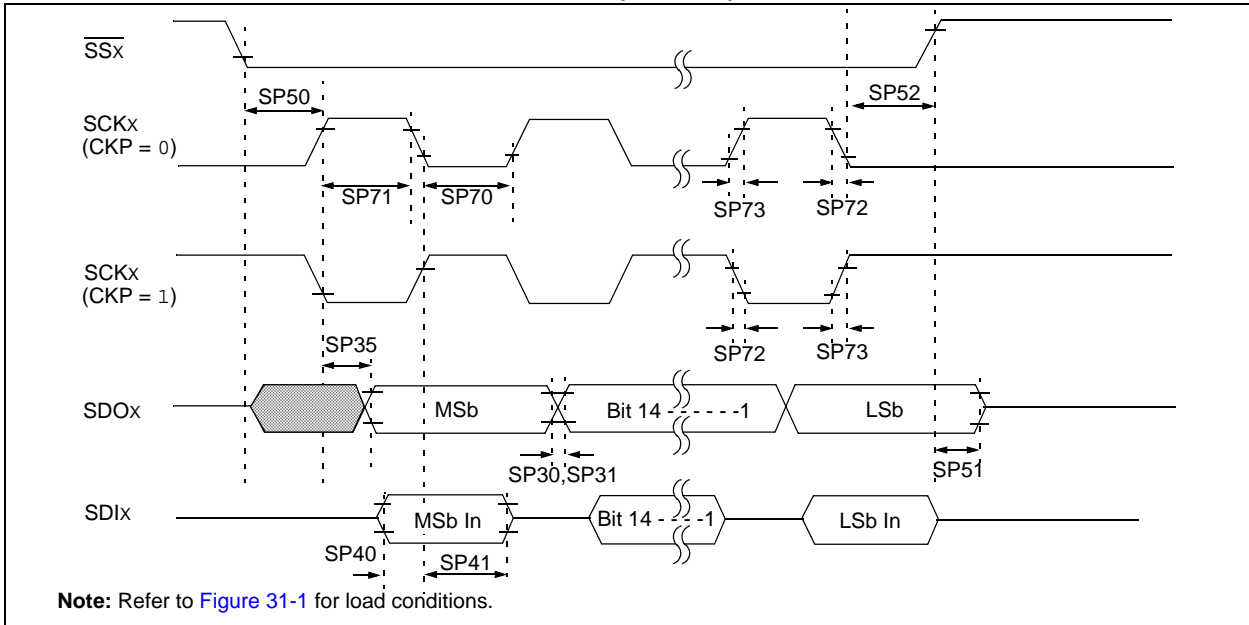 SSX
SP50
SP52
SCKX
(CKP = 0)
SP71
SP70
SP73
SP72
SCKX
(CKP = 1)
SP35
SP72
SP73
SDOX
MSb
Bit 14 - - - - - -1
LSb
SP30,SP31
SP51
SDIX
MSb In
Bit 14 - - - -1
LSb In
SP40
SP41
Note: Refer to Figure 31-1 for load conditions.